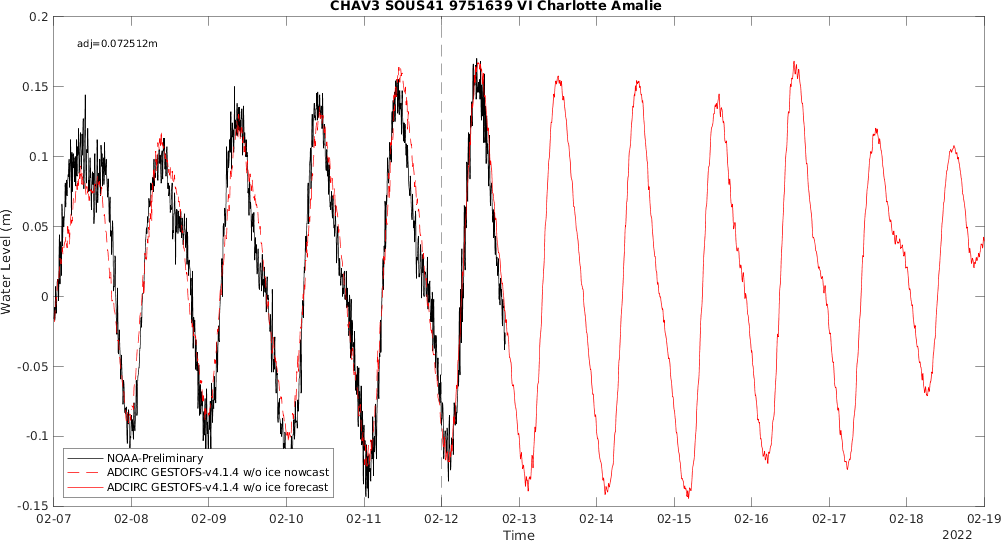 CHAV3 SOUS41 9751639 VI Charlotte Amalie
adj=0.072512m
0.2
0.15
0.1
0.05
0
-0.05
-0.1
-0.15
Water Level (m)
NOAA-Preliminary
ADCIRC GESTOFS-v4.1.4 w/o ice nowcast
ADCIRC GESTOFS-v4.1.4 w/o ice forecast
02-07 02-08 02-09 02-10 02-11 02-12 02-13 02-14 02-15 02-16 02-17 02-18 02-19
Time
2022